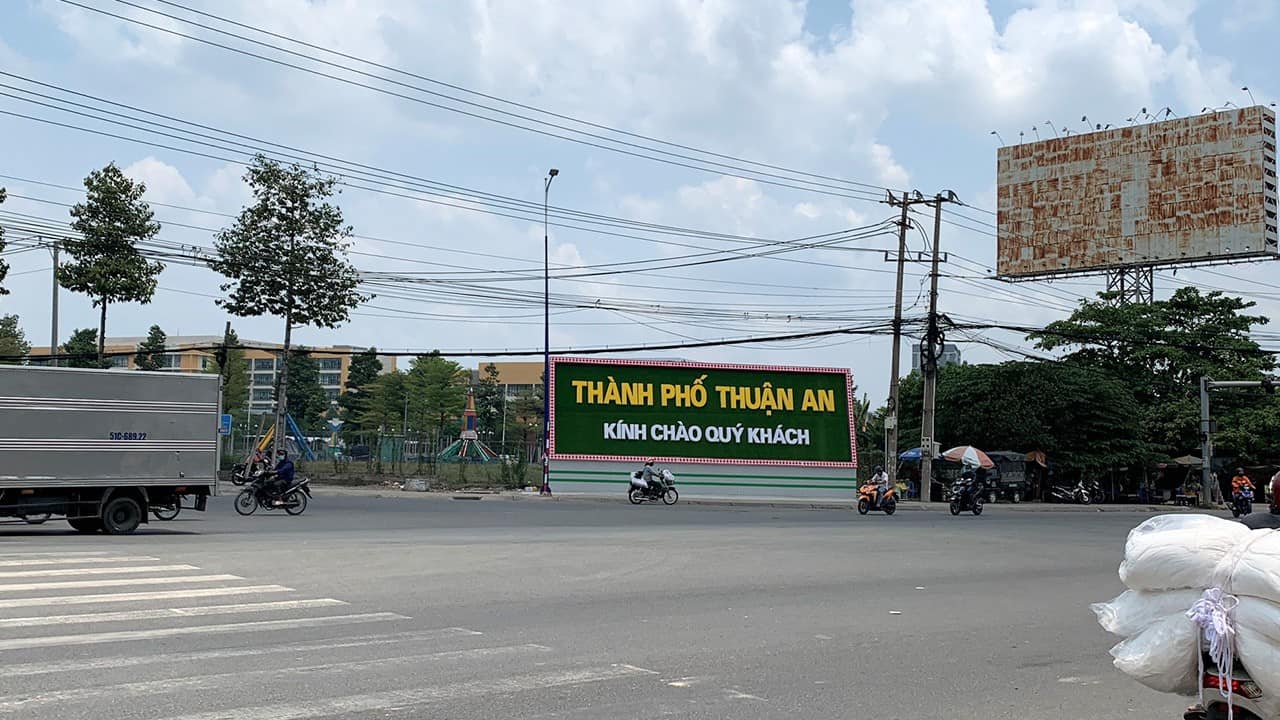 THÀNH PHỐ THUẬN AN
KÍNH CHÀO QUÝ KHÁCH
51C-689.22